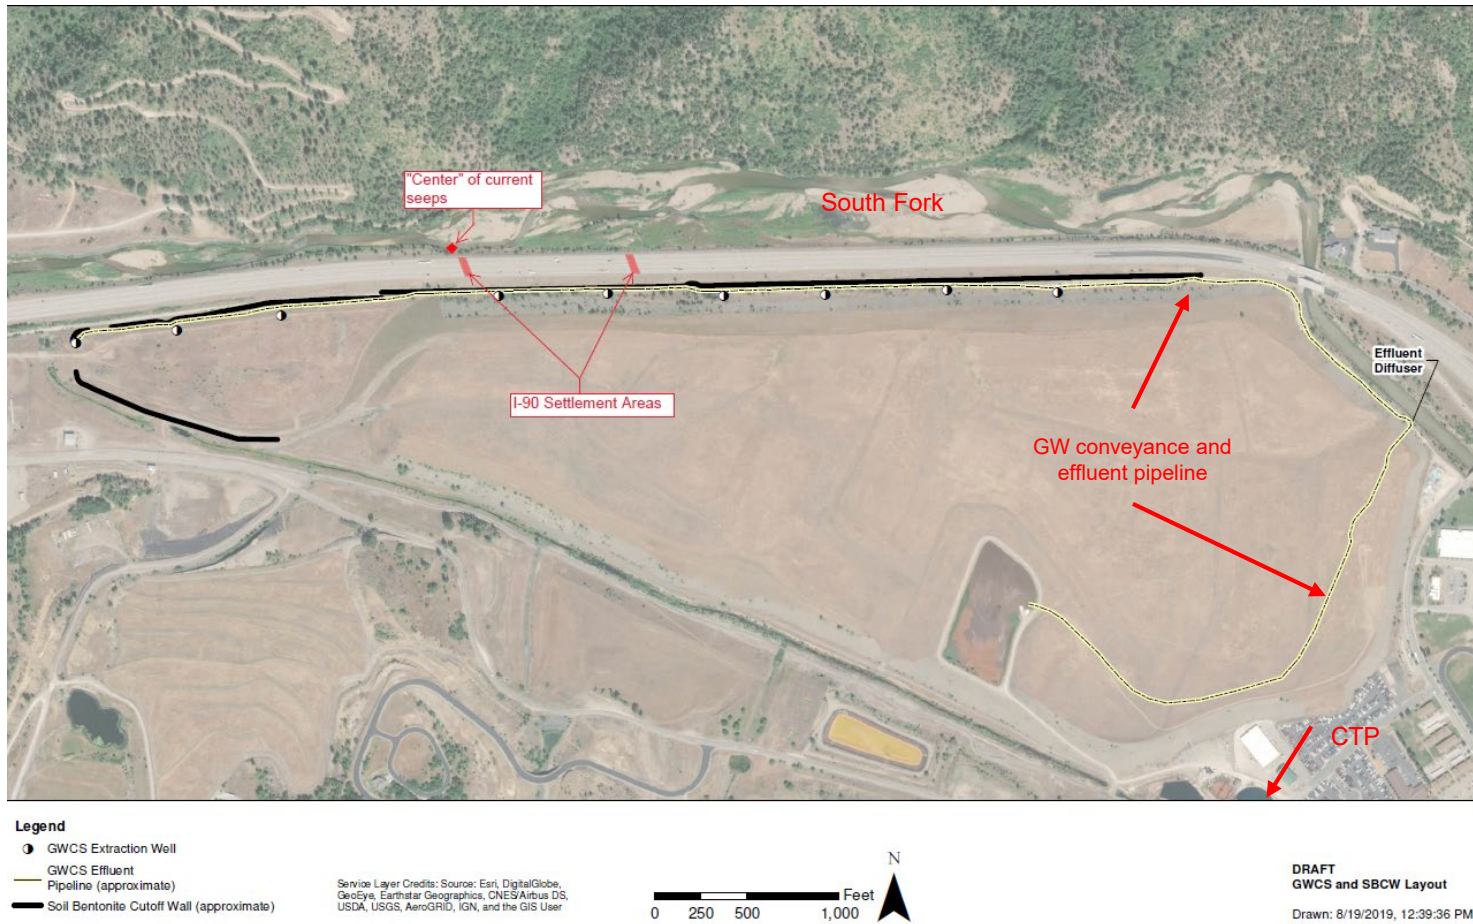 "Center" of current
seeps
South Fork
I-90 Settlement Areas
Effluent
Diffuser
GW conveyance and
effluent pipeline
CTP
Legend
GWCS Extraction Well
GWCS Effluent
Pipeline (approximate)
Soil Bentonite Cutoff Wall (approximate)
Service Layer Credits: Source: Esri, DigitalGlobe,
GeoEye, Earthstar Geographics, CNES/Airbus DS,
USDA, USGS, AeroGRID, IGN, and the GIS User
Feet
0 250 500 1,000
N
DRAFT
GWCS and SBCW Layout
Drawn: 8/19/2019, 12:39:36 PM